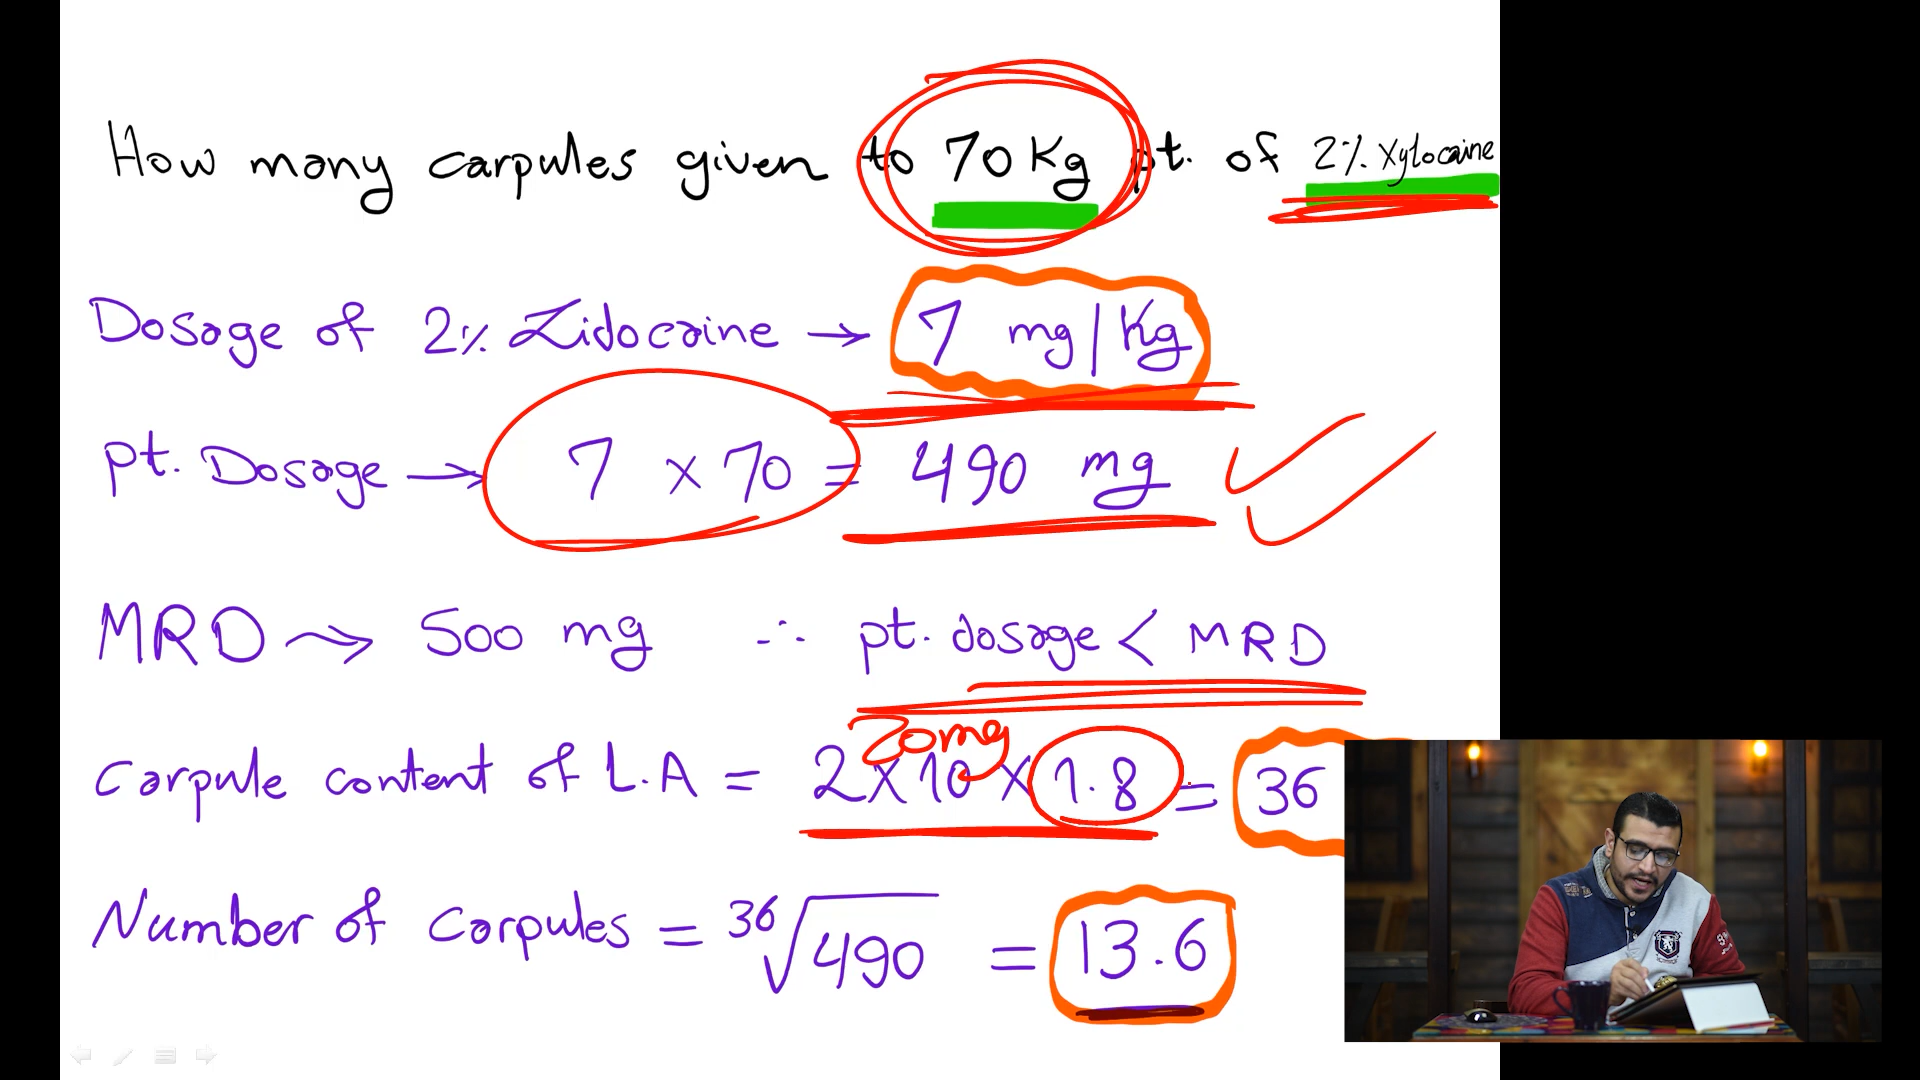 How many carpules given to 70 Kg pt. of 2% Xylocaine
Dosage of 2% Lidocaine → 7 mg/Kg
pt. Dosage → 7 x 70 = 490 mg
MRD → 500 mg ∴ pt. dosage < MRD
20mg
Carpule content of L.A = 2 x 10 x 1.8 = 36
Number of carpules = 36√490 = 13.6